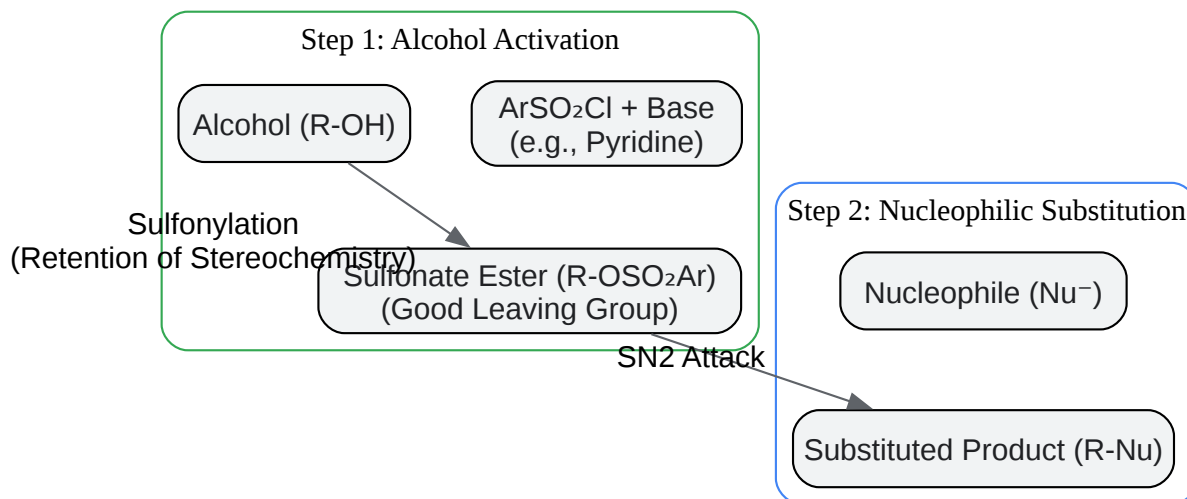 Step 1: Alcohol Activation
Alcohol (R-OH)
ArSO₂Cl + Base
(e.g., Pyridine)
Sulfonylation
(Retention of Stereochemistry)
Sulfonate Ester (R-OSO₂Ar)
(Good Leaving Group)
SN2 Attack
Step 2: Nucleophilic Substitution
Nucleophile (Nu⁻)
Substituted Product (R-Nu)